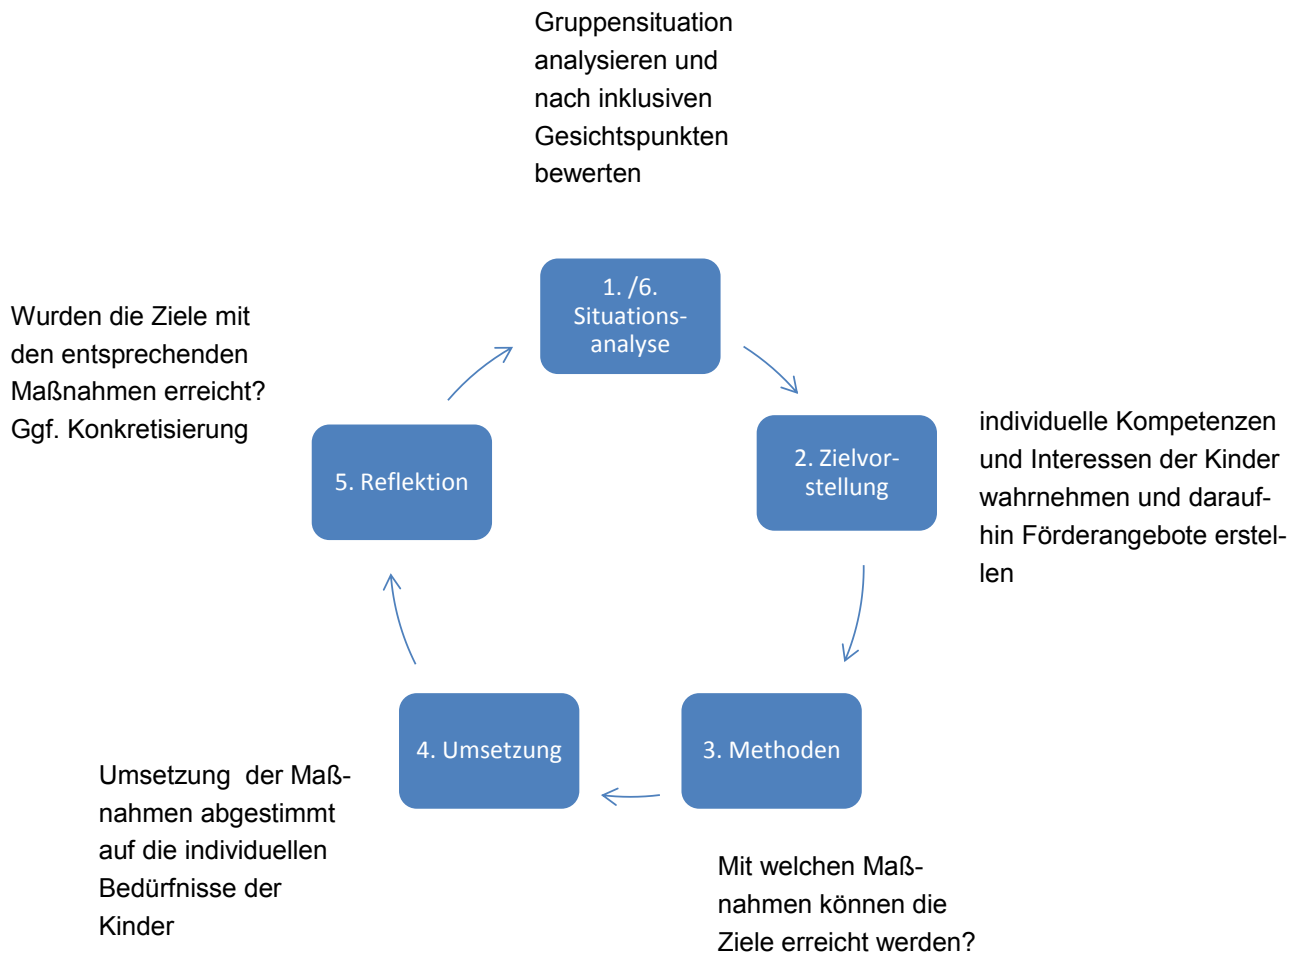 Gruppensituation
analysieren und
nach inklusiven
Gesichtspunkten
bewerten
1. /6.
Situations-
analyse
2. Zielvor-
stellung
individuelle Kompetenzen
und Interessen der Kinder
wahrnehmen und darauf-
hin Förderangebote erstel-
len
3. Methoden
Mit welchen Maß-
nahmen können die
Ziele erreicht werden?
4. Umsetzung
Umsetzung  der Maß-
nahmen abgestimmt
auf die individuellen
Bedürfnisse der
Kinder
5. Reflektion
Wurden die Ziele mit
den entsprechenden
Maßnahmen erreicht?
Ggf. Konkretisierung